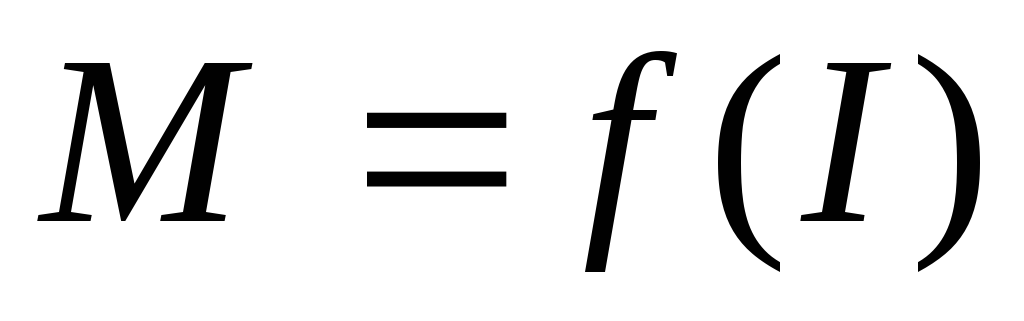 M = f (I)